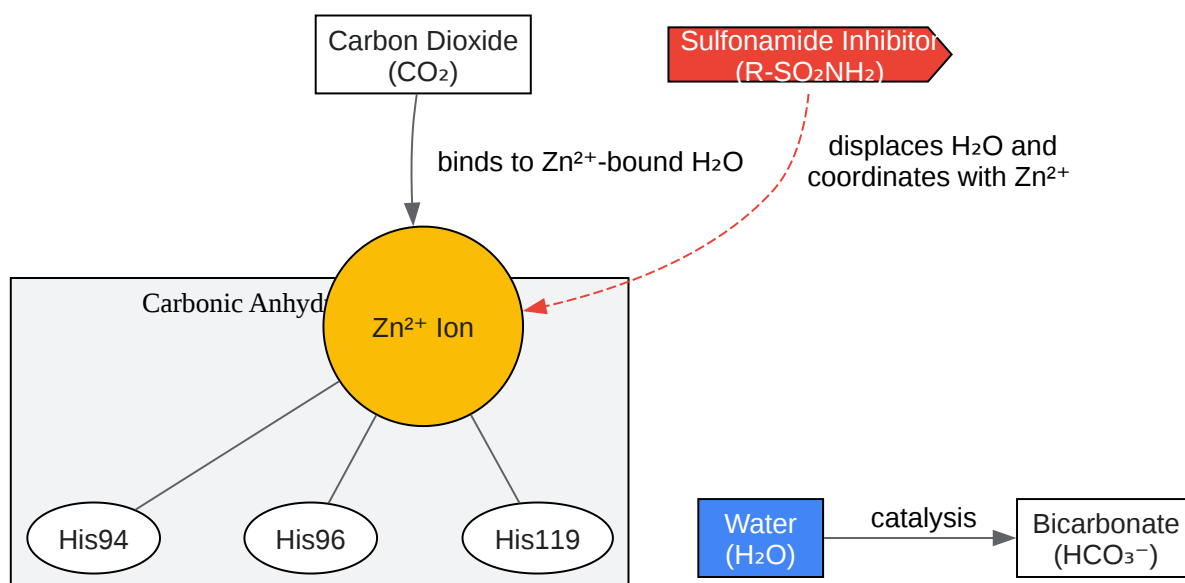 Carbon Dioxide
(CO₂)
Sulfonamide Inhibitor
(R-SO₂NH₂)
binds to Zn²⁺-bound H₂O
displaces H₂O and
coordinates with Zn²⁺
Carbonic
Zn²⁺ Ion
His94
His96
His119
Water
(H₂O)
catalysis
Bicarbonate
(HCO₃⁻)